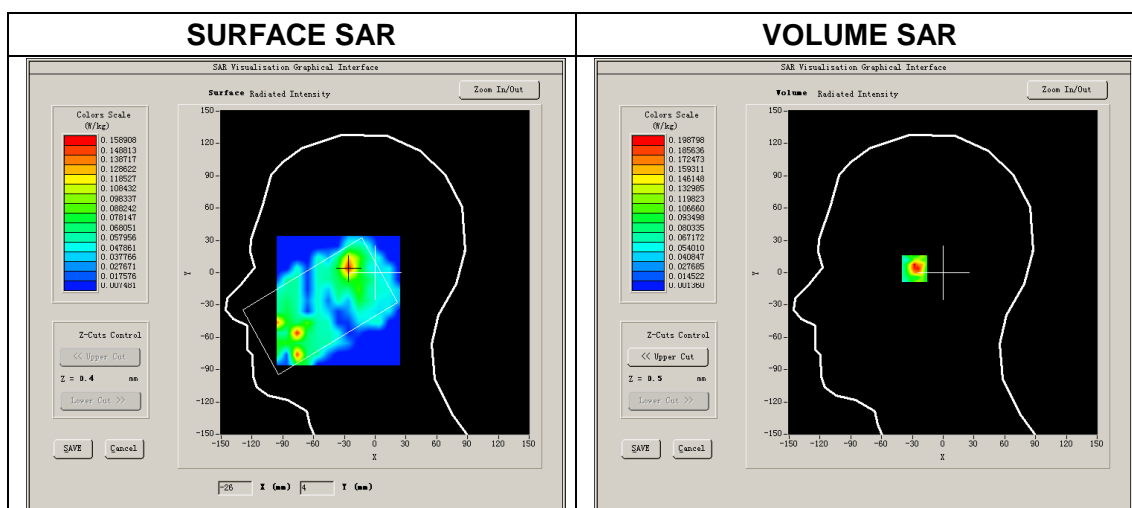 SURFACE SAR
VOLUME SAR
SAR Visualisation Graphical Interface
Surface Radiated Intensity
Zoom In/Out
Colors Scale
(W/kg)
0.158908
0.148813
0.138717
0.128622
0.118527
0.108432
0.098337
0.088242
0.078147
0.068051
0.057956
0.047861
0.037766
0.027671
0.017576
0.007481
150
120
90
60
30
0
-30
-60
-90
-120
-150
Y
-150 -120 -90 -60 -30 0 30 60 90 120 150
X
Z-Cuts Control
<< Upper Cut
Z = 0.4 mm
Lower Cut >>
SAVE Cancel
-26 X (mm) 4 Y (mm)
SAR Visualisation Graphical Interface
Volume Radiated Intensity
Zoom In/Out
Colors Scale
(W/kg)
0.198798
0.185636
0.172473
0.159311
0.146148
0.132985
0.119823
0.106660
0.093498
0.080335
0.067172
0.054010
0.040847
0.027685
0.014522
0.001360
150
120
90
60
30
0
-30
-60
-90
-120
-150
Y
-150 -120 -90 -60 -30 0 30 60 90 120 150
X
Z-Cuts Control
<< Upper Cut
Z = 0.5 mm
Lower Cut >>
SAVE Cancel